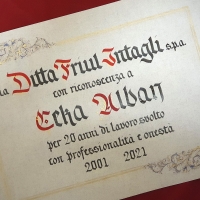 la Ditta Friul Intagli s.p.a.
con riconoscenza a
Erka Alban
per 20 anni di lavoro svolto
con professionalità e onestà
2001 2021